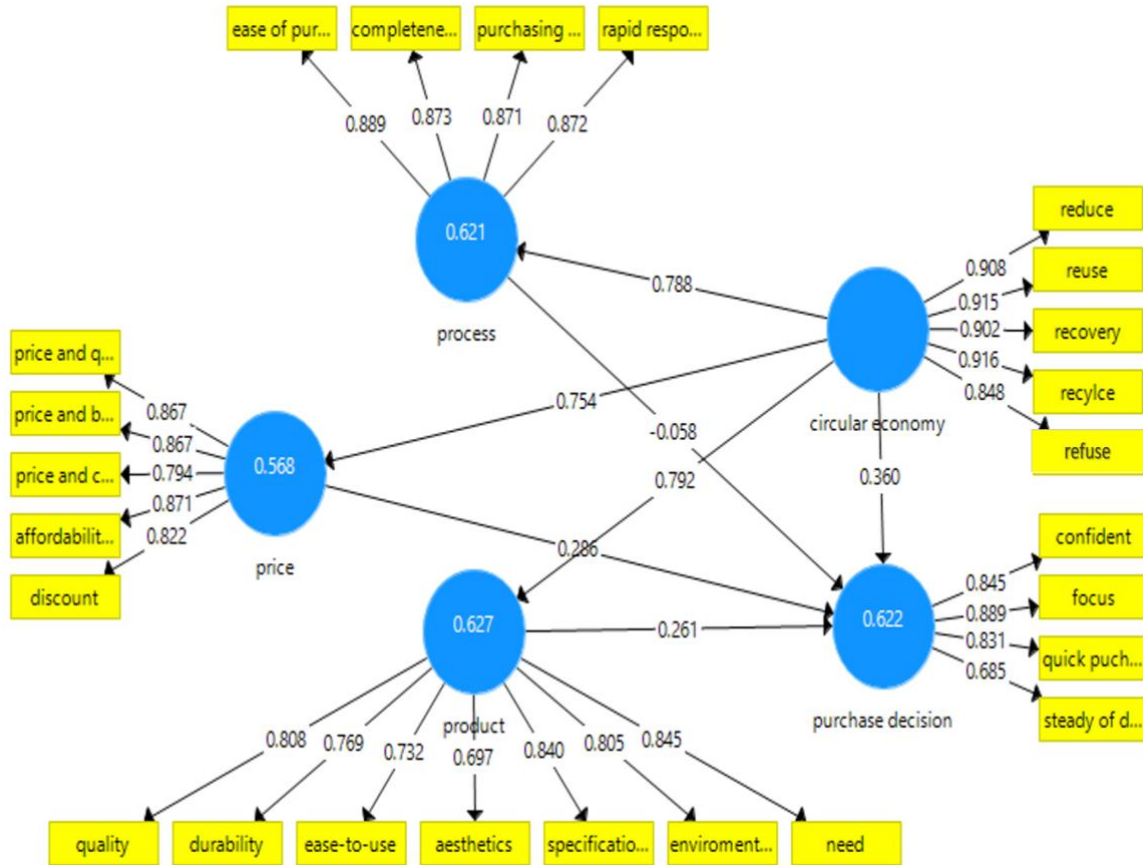 ease of pur...
completene...
purchasing ...
rapid respo...
0.889
0.873
0.871
0.872
0.621
process
reduce
reuse
recovery
recylce
refuse
0.908
0.915
0.902
0.916
0.848
circular economy
0.788
0.754
-0.058
0.792
0.360
price and q...
price and b...
price and c...
affordabilit...
discount
0.867
0.867
0.794
0.871
0.822
0.568
price
0.286
0.627
product
0.261
0.622
purchase decision
confident
focus
quick puch...
steady of d...
0.845
0.889
0.831
0.685
0.808
0.769
0.732
0.697
0.840
0.805
0.845
quality
durability
ease-to-use
aesthetics
specificatio...
enviroment...
need